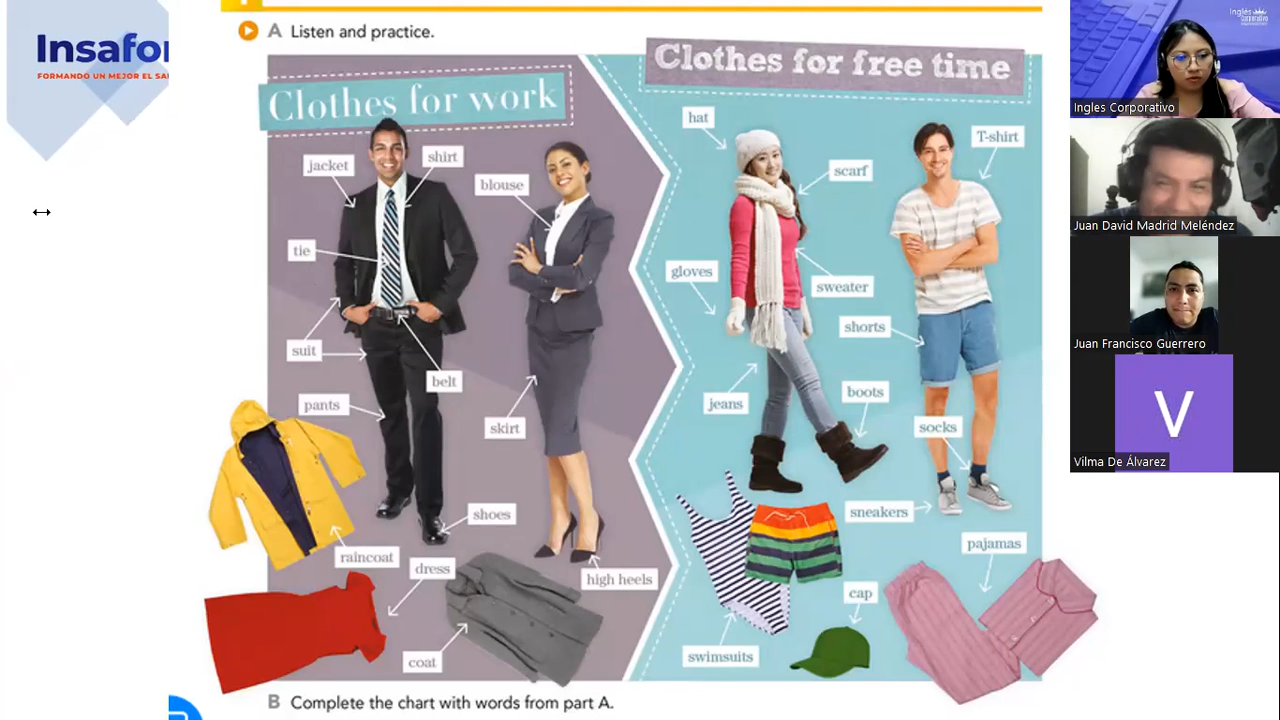 Insafor
FORMANDO UN MEJOR EL SA
A Listen and practice.
Clothes for work
Clothes for free time
jacket
shirt
blouse
tie
suit
belt
pants
skirt
shoes
raincoat
dress
high heels
coat
hat
T-shirt
scarf
gloves
sweater
shorts
jeans
boots
socks
sneakers
pajamas
cap
swimsuits
B Complete the chart with words from part A.
Inglés
Corporativo
Ingles Corporativo
Juan David Madrid Meléndez
Juan Francisco Guerrero
V
Vilma De Álvarez